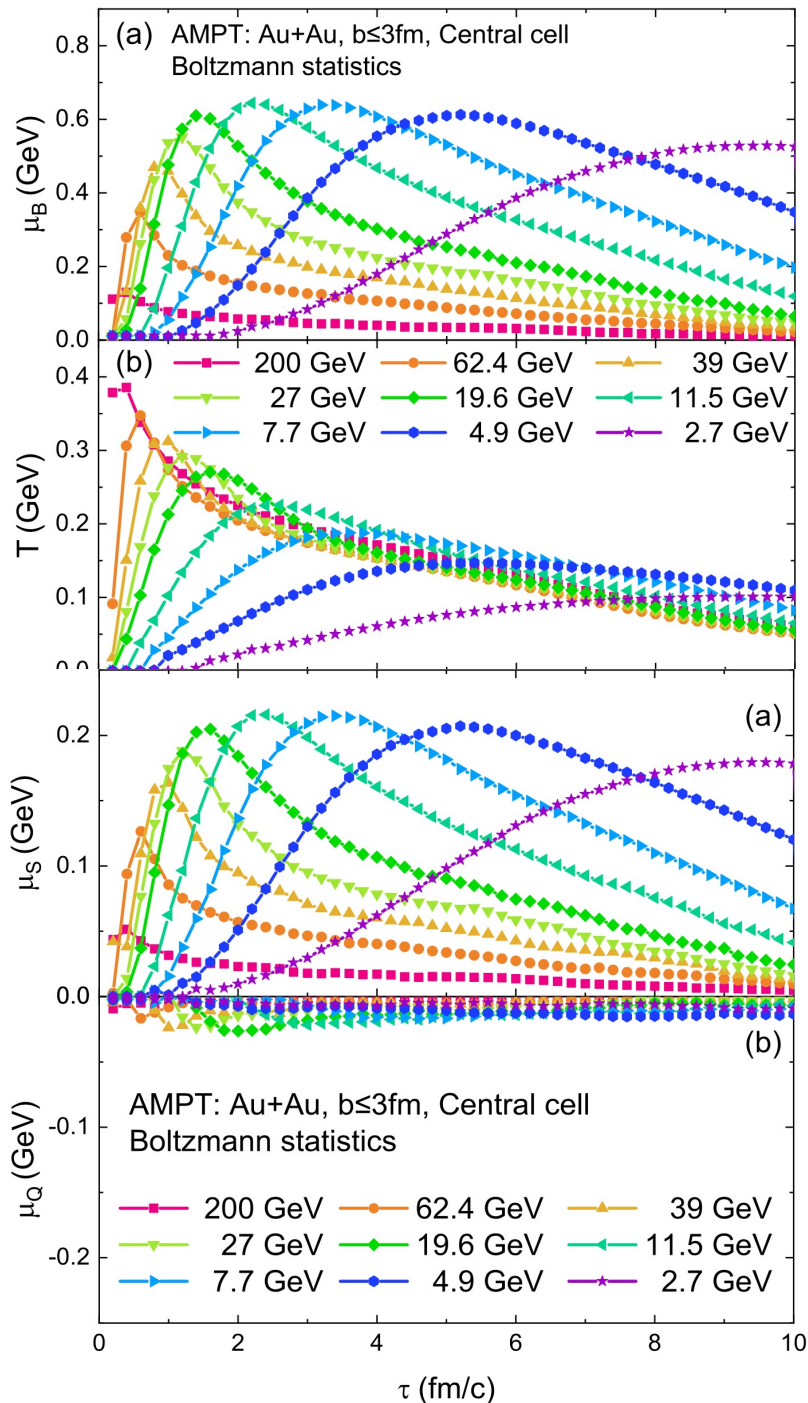 (a) AMPT: Au+Au, b≤3fm, Central cell
Boltzmann statistics
0.8
0.6
0.4
0.2
0.0
μB (GeV)
(b) 200 GeV 62.4 GeV 39 GeV
27 GeV 19.6 GeV 11.5 GeV
7.7 GeV 4.9 GeV 2.7 GeV
0.4
0.3
0.2
0.1
0.0
T (GeV)
(a)
0.2
0.1
0.0
μS (GeV)
(b)
-0.1
-0.2
μQ (GeV)
AMPT: Au+Au, b≤3fm, Central cell
Boltzmann statistics
200 GeV 62.4 GeV 39 GeV
27 GeV 19.6 GeV 11.5 GeV
7.7 GeV 4.9 GeV 2.7 GeV
0 2 4 6 8 10
τ (fm/c)